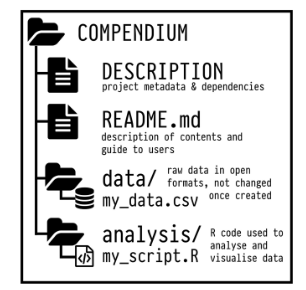 COMPENDIUM
DESCRIPTION
project metadata & dependencies
README.md
description of contents and
guide to users
data/
my_data.csv
raw data in open
formats, not changed
once created
analysis/
my_script.R
R code used to
analyse and
visualise data